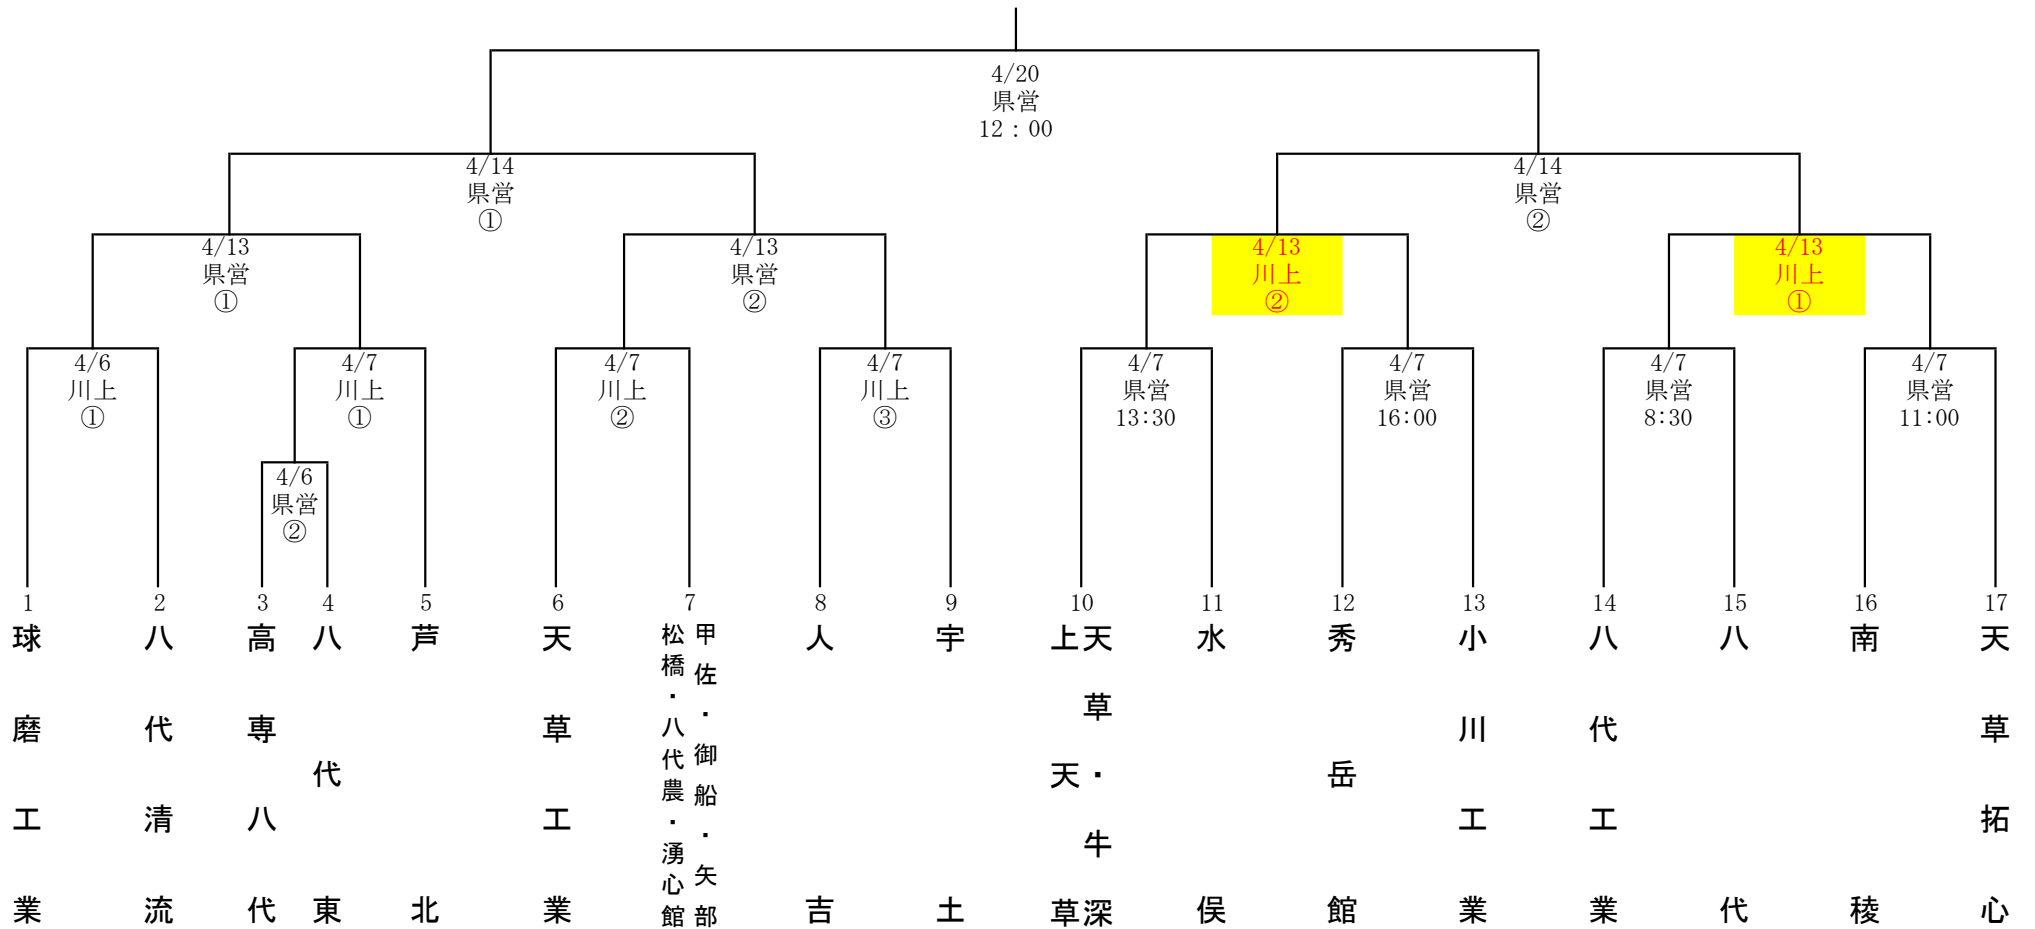 4/20
県営
12：00
4/14
県営
①
4/14
県営
②
4/13
県営
①
4/13
県営
②
4/13
川上
②
4/13
川上
①
4/6
川上
①
4/7
川上
①
4/7
川上
②
4/7
川上
③
4/7
県営
13:30
4/7
県営
16:00
4/7
県営
8:30
4/7
県営
11:00
4/6
県営
②
1
球磨工業
2
八代清流
3
高専八代
4
八代東
5
芦北
6
天草工業
7
甲佐・御船・矢部
松橋・八代農・湧心館
8
人吉
9
宇土
10
天草・牛深
上天草
11
水俣
12
秀岳館
13
小川工業
14
八代工業
15
八代
16
南稜
17
天草拓心